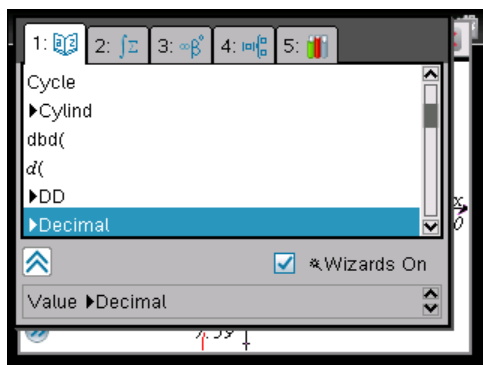 1: 2: ∫Σ 3: ∞β° 4: 5:
Cycle
▶Cylind
dbd(
d(
▶DD
▶Decimal
Wizards On
Value ▶Decimal
x